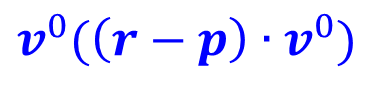 𝒗⁰((𝒓 − 𝒑) · 𝒗⁰)